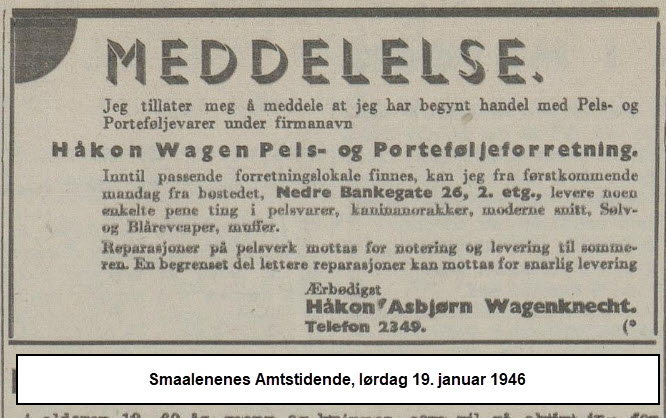 MEDDELELSE.
Jeg tillater meg å meddele at jeg har begynt handel med Pels- og
Porteføljevarer under firmanavn
Håkon Wagen Pels- og Porteføljeforretning.
Inntil passende forretningslokale finnes, kan jeg fra førstkommende
mandag fra bostedet, Nedre Bankegate 26, 2. etg., levere noen
enkelte pene ting i pelsvarer, kaninanorakker, moderne snitt, Sølv-
og Blårevcaper, muffer.
Reparasjoner på pelsverk mottas for notering og levering til somme-
ren. En begrenset del lettere reparasjoner kan mottas for snarlig levering
Ærbødigst
Håkon Asbjørn Wagenknecht.
Telefon 2349. (*
Smaalenenes Amtstidende, lørdag 19. januar 1946